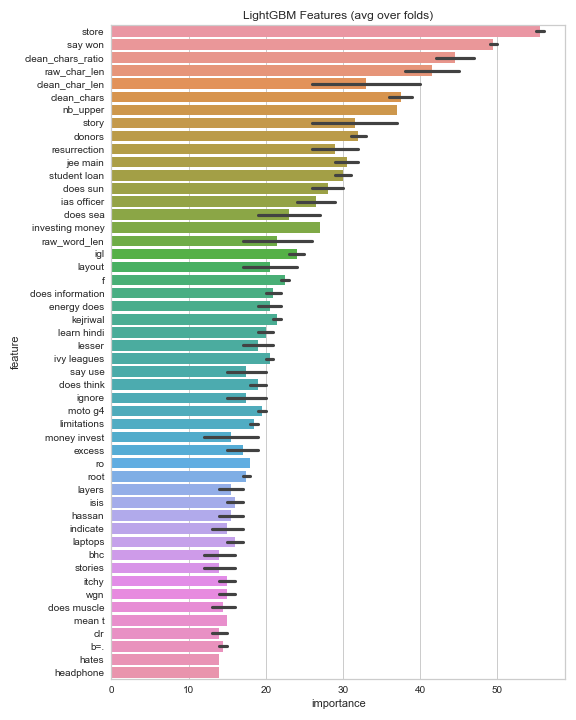 LightGBM Features (avg over folds)
store
say won
clean_chars_ratio
raw_char_len
clean_char_len
clean_chars
nb_upper
story
donors
resurrection
jee main
student loan
does sun
ias officer
does sea
investing money
raw_word_len
igl
layout
f
does information
energy does
kejriwal
learn hindi
lesser
ivy leagues
say use
does think
ignore
moto g4
limitations
money invest
excess
ro
root
layers
isis
hassan
indicate
laptops
bhc
stories
itchy
wgn
does muscle
mean t
dr
b=.
hates
headphone
feature
0 10 20 30 40 50
importance